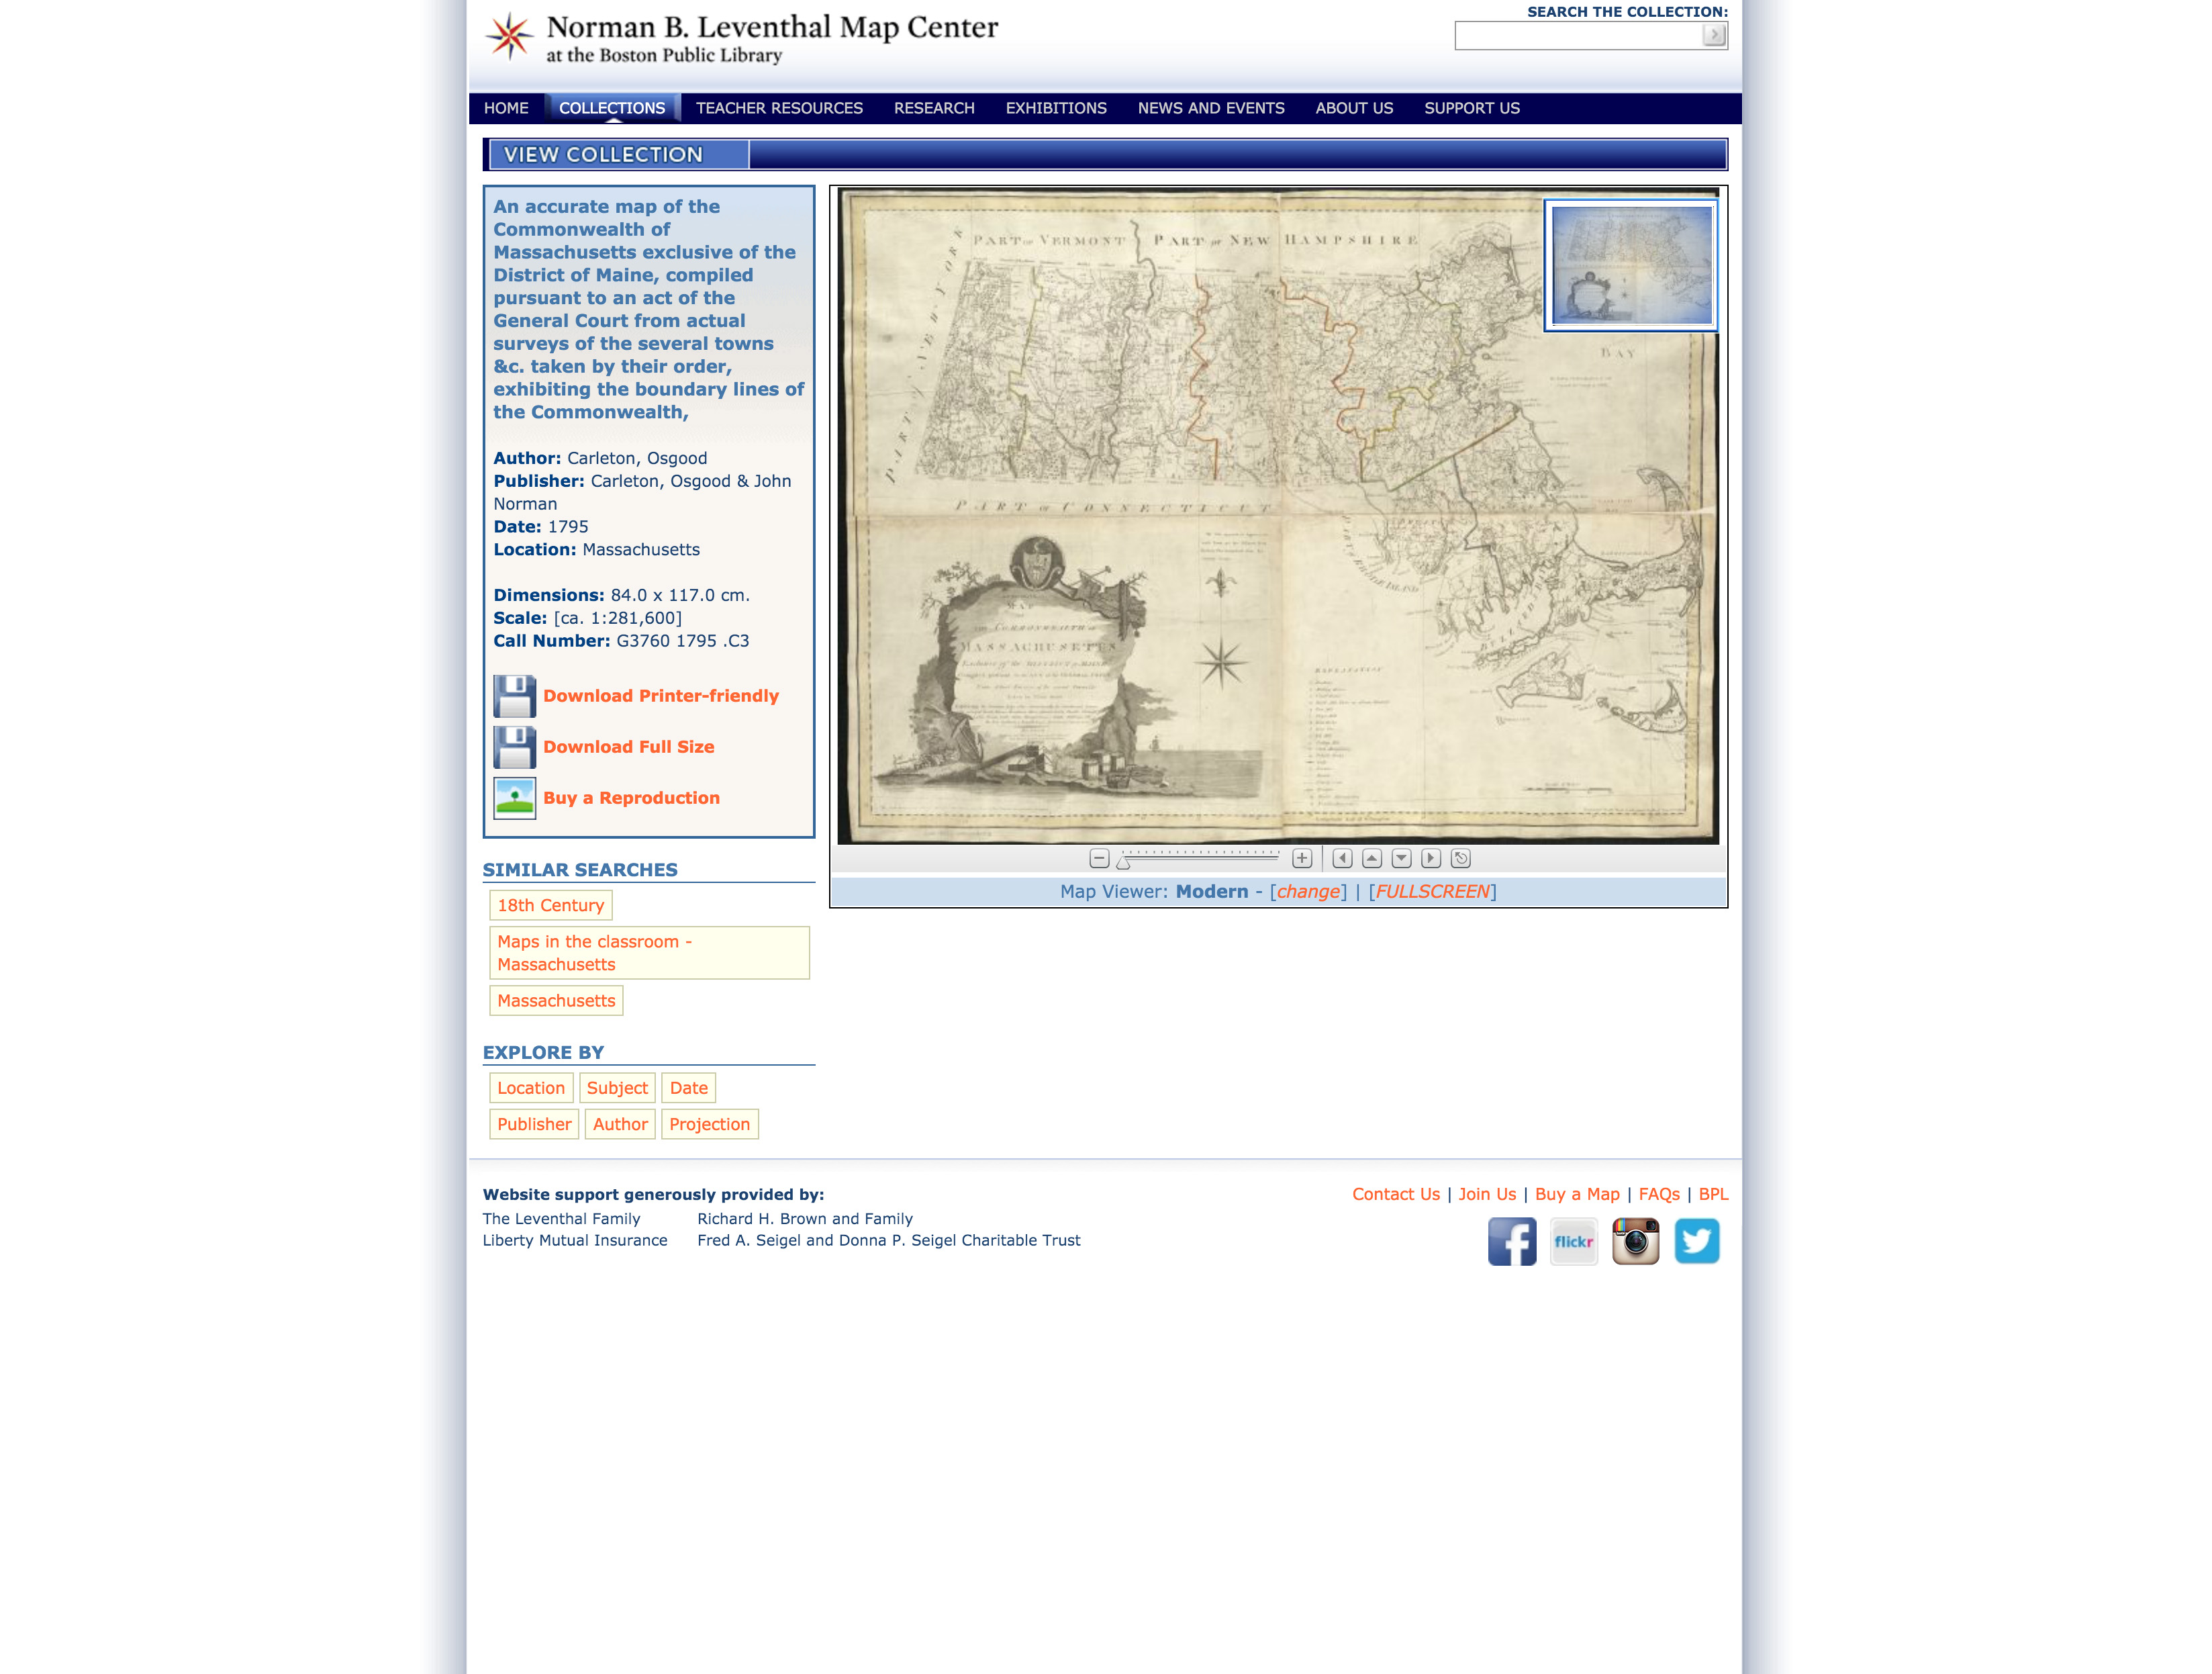 Norman B. Leventhal Map Center
at the Boston Public Library
SEARCH THE COLLECTION:
HOME COLLECTIONS TEACHER RESOURCES RESEARCH EXHIBITIONS NEWS AND EVENTS ABOUT US SUPPORT US
VIEW COLLECTION
An accurate map of the
Commonwealth of
Massachusetts exclusive of the
District of Maine, compiled
pursuant to an act of the
General Court from actual
surveys of the several towns
&c. taken by their order,
exhibiting the boundary lines of
the Commonwealth,
Author: Carleton, Osgood
Publisher: Carleton, Osgood & John
Norman
Date: 1795
Location: Massachusetts
Dimensions: 84.0 x 117.0 cm.
Scale: [ca. 1:281,600]
Call Number: G3760 1795 .C3
Download Printer-friendly
Download Full Size
Buy a Reproduction
PART OF VERMONT PART OF NEW HAMPSHIRE
PART OF NEW YORK
BAY
PART OF CONNECTICUT
MAP
COMMONWEALTH OF
MASSACHUSETTS
Map Viewer: Modern - [change] | [FULLSCREEN]
SIMILAR SEARCHES
18th Century
Maps in the classroom -
Massachusetts
Massachusetts
EXPLORE BY
Location Subject Date
Publisher Author Projection
Website support generously provided by:
The Leventhal Family Richard H. Brown and Family
Liberty Mutual Insurance Fred A. Seigel and Donna P. Seigel Charitable Trust
Contact Us | Join Us | Buy a Map | FAQs | BPL
flickr